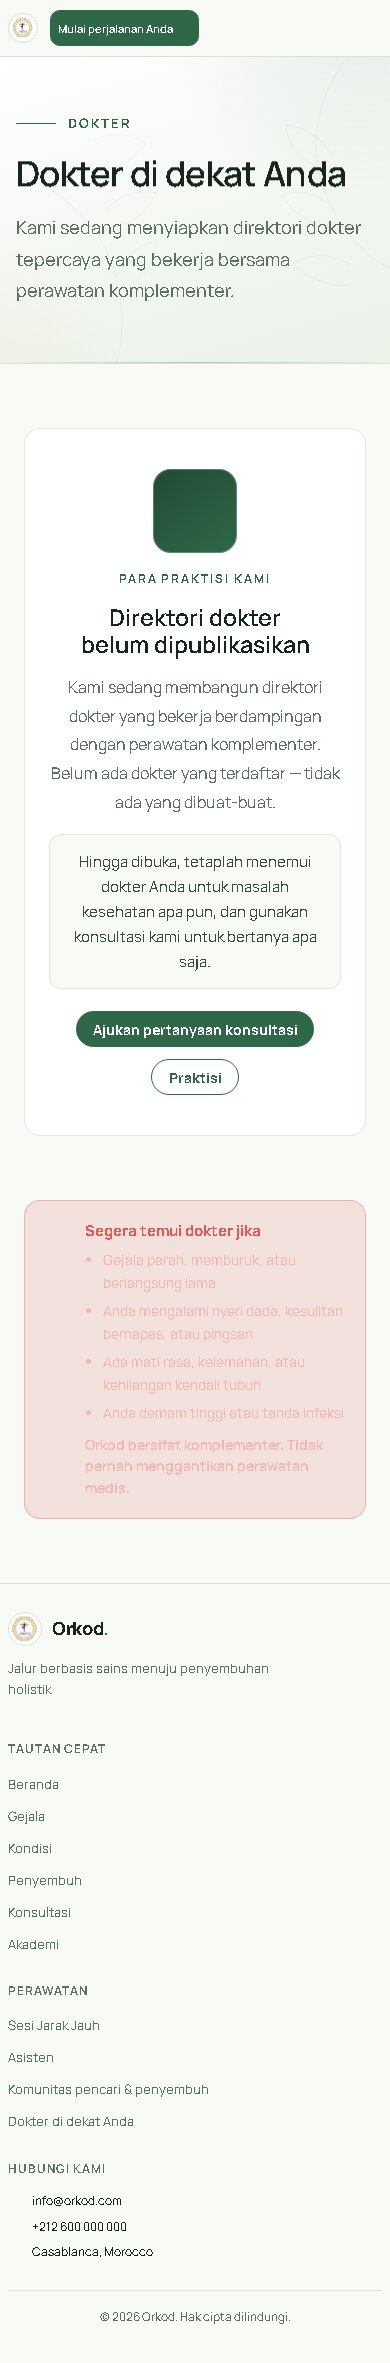 Mulai perjalanan Anda
DOKTER
Dokter di dekat Anda
Kami sedang menyiapkan direktori dokter
tepercaya yang bekerja bersama
perawatan komplementer.
PARA PRAKTISI KAMI
Direktori dokter
belum dipublikasikan
Kami sedang membangun direktori
dokter yang bekerja berdampingan
dengan perawatan komplementer.
Belum ada dokter yang terdaftar — tidak
ada yang dibuat-buat.
Hingga dibuka, tetaplah menemui
dokter Anda untuk masalah
kesehatan apa pun, dan gunakan
konsultasi kami untuk bertanya apa
saja.
Ajukan pertanyaan konsultasi
Praktisi
Segera temui dokter jika
• Gejala parah, memburuk, atau
berlangsung lama
• Anda mengalami nyeri dada, kesulitan
bernapas, atau pingsan
• Ada mati rasa, kelemahan, atau
kehilangan kendali tubuh
• Anda demam tinggi atau tanda infeksi
Orkod bersifat komplementer. Tidak
pernah menggantikan perawatan
medis.
Orkod.
Jalur berbasis sains menuju penyembuhan
holistik.
TAUTAN CEPAT
Beranda
Gejala
Kondisi
Penyembuh
Konsultasi
Akademi
PERAWATAN
Sesi Jarak Jauh
Asisten
Komunitas pencari & penyembuh
Dokter di dekat Anda
HUBUNGI KAMI
info@orkod.com
+212 600 000 000
Casablanca, Morocco
© 2026 Orkod. Hak cipta dilindungi.